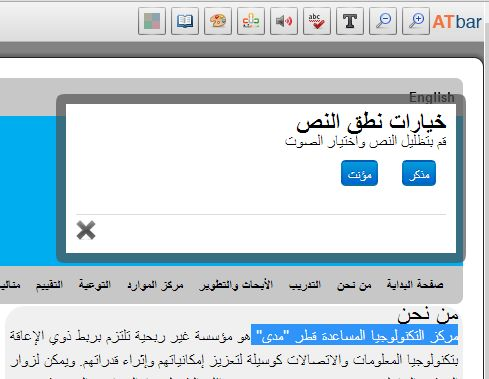 ATbar
abc
T
English
خيارات نطق النص
قم بتظليل النص واختيار الصوت
مذكر
مؤنث
صفحة البداية من نحن التدريب الأبحاث والتطوير مركز الموارد التوعية التقييم
من نحن
مركز التكنولوجيا المساعدة قطر "مدى" هو مؤسسة غير ربحية تلتزم بربط ذوي الإعاقة
بتكنولوجيا المعلومات والاتصالات كوسيلة لتعزيز إمكانياتهم وإثراء قدراتهم. ويمكن لزوار